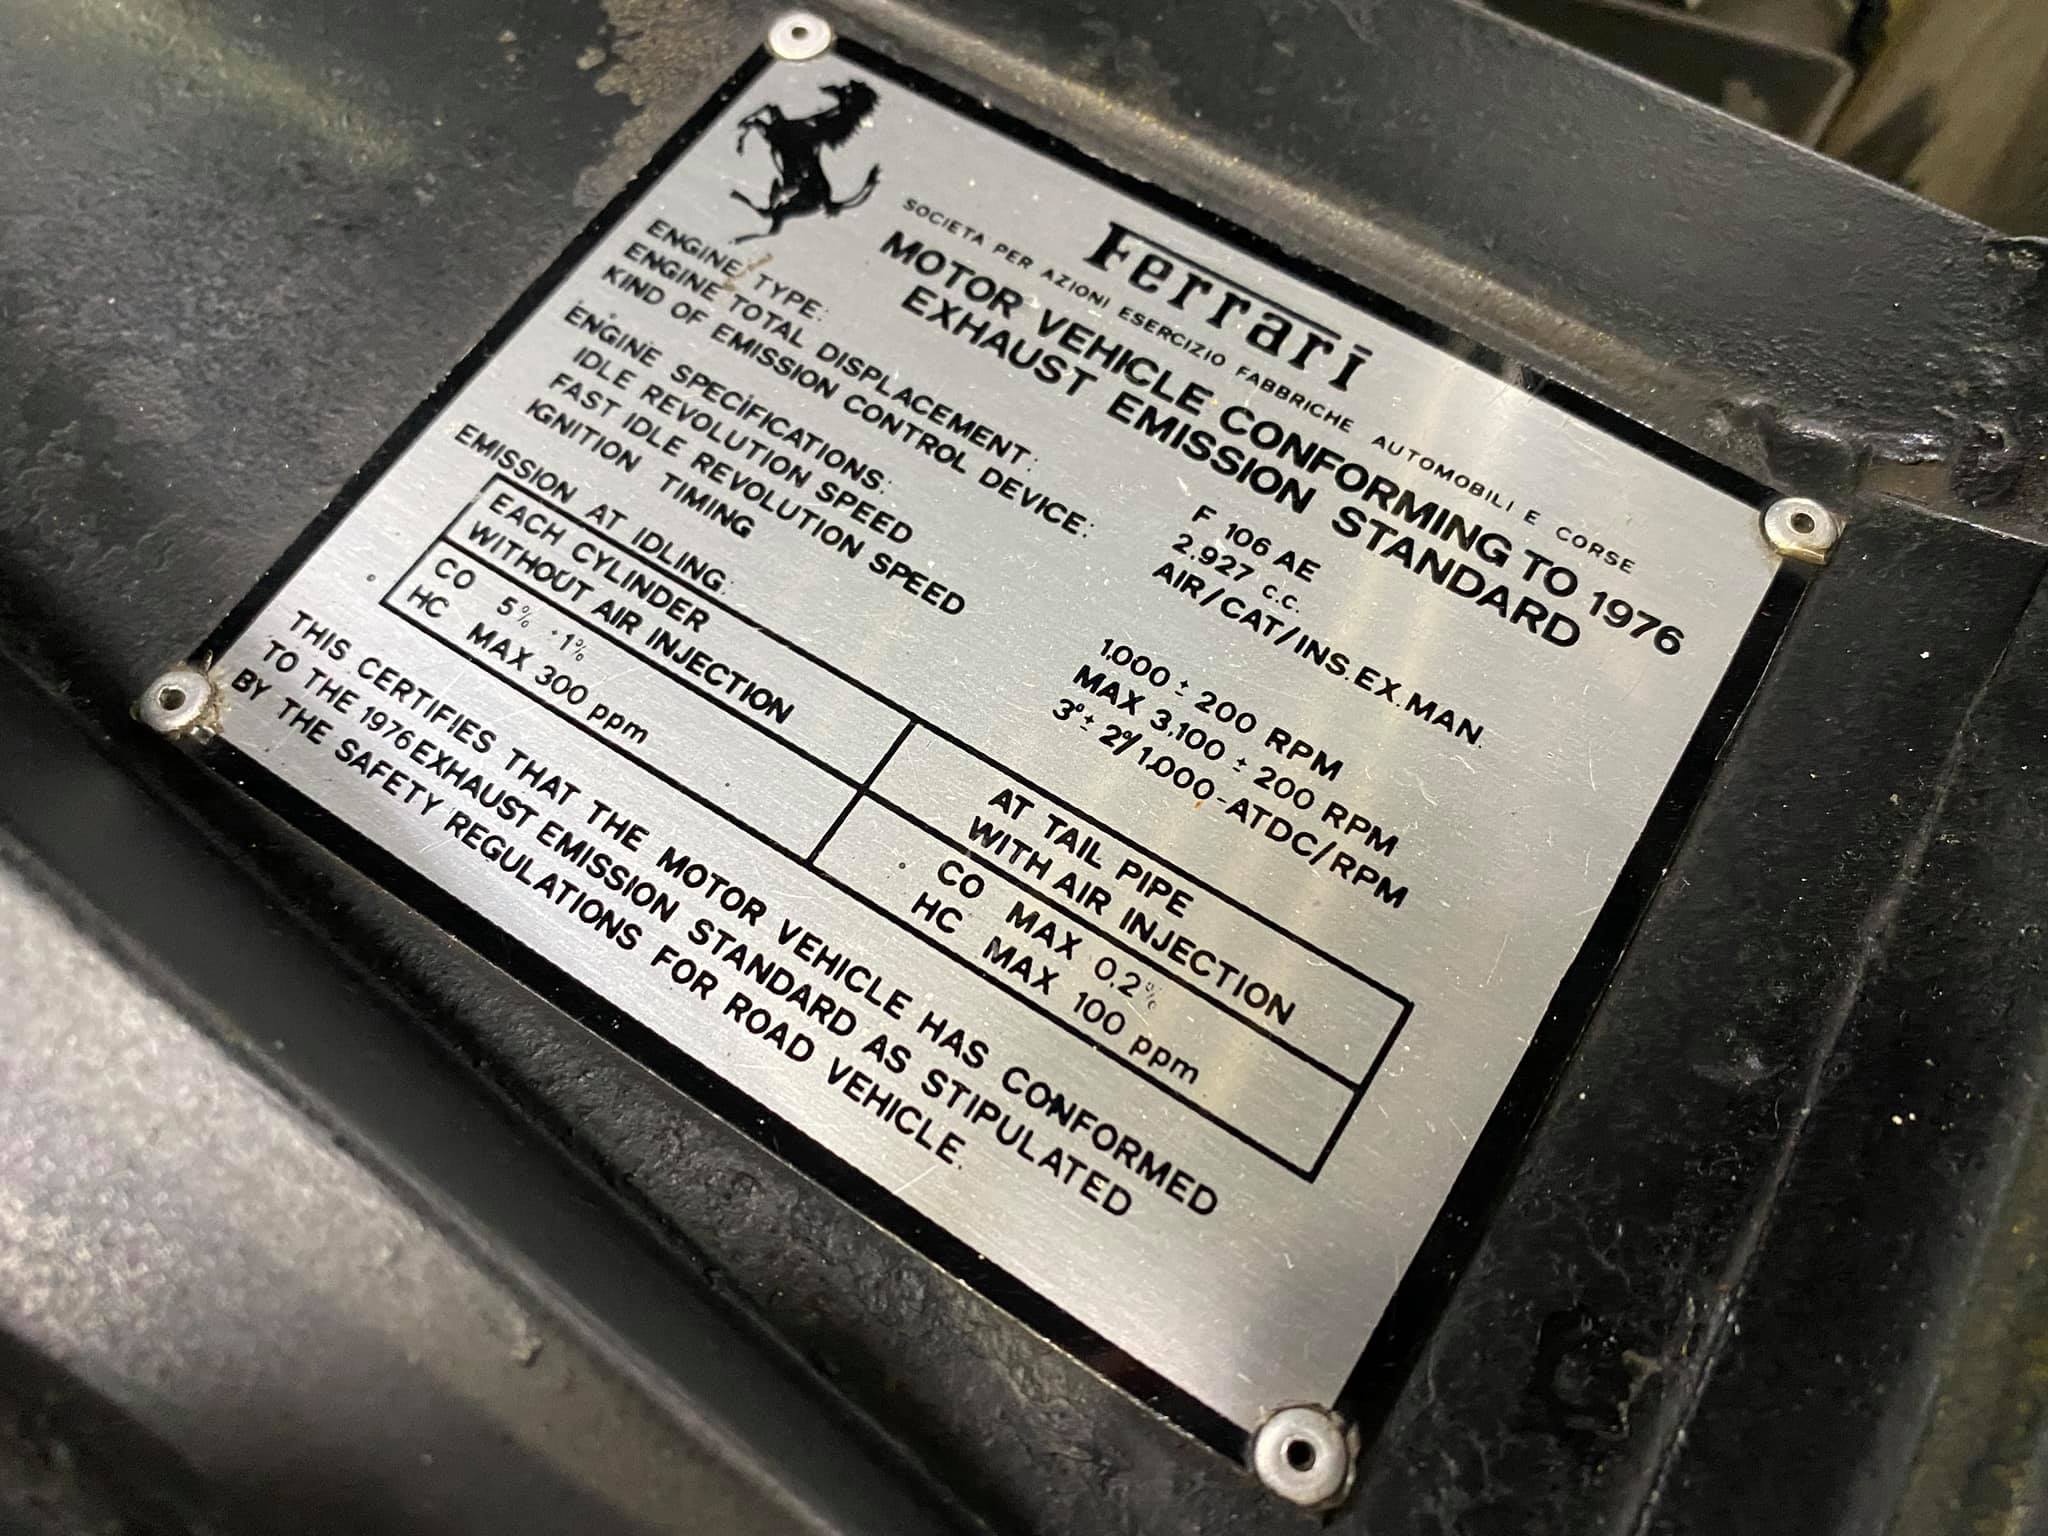 Ferrari
SOCIETA PER AZIONI ESERCIZIO FABBRICHE AUTOMOBILI E CORSE
MOTOR VEHICLE CONFORMING TO 1976
EXHAUST EMISSION STANDARD
ENGINE TYPE: F 106 AE
ENGINE TOTAL DISPLACEMENT: 2.927 c.c.
KIND OF EMISSION CONTROL DEVICE: AIR/CAT/INS.EX.MAN.
ENGINE SPECIFICATIONS:
IDLE REVOLUTION SPEED 1.000 ± 200 RPM
FAST IDLE REVOLUTION SPEED MAX 3.100 ± 200 RPM
IGNITION TIMING 3°± 2°/1.000-ATDC/RPM
EMISSION AT IDLING:
EACH CYLINDER AT TAIL PIPE
WITHOUT AIR INJECTION WITH AIR INJECTION
CO 5% ±1% CO MAX 0,2%
HC MAX 300 ppm HC MAX 100 ppm
THIS CERTIFIES THAT THE MOTOR VEHICLE HAS CONFORMED
TO THE 1976 EXHAUST EMISSION STANDARD AS STIPULATED
BY THE SAFETY REGULATIONS FOR ROAD VEHICLE.